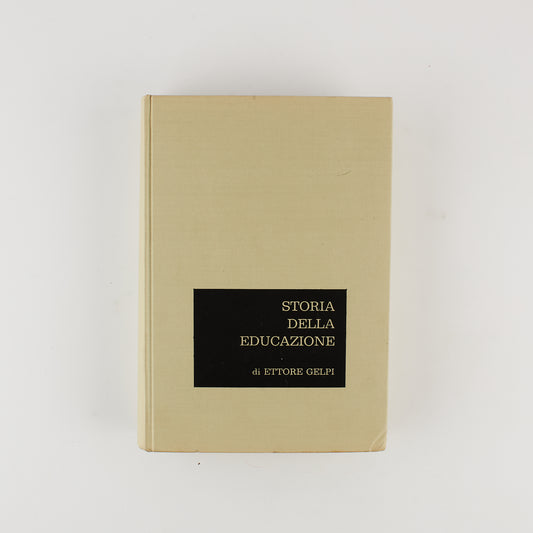 STORIA
DELLA
EDUCAZIONE
di ETTORE GELPI